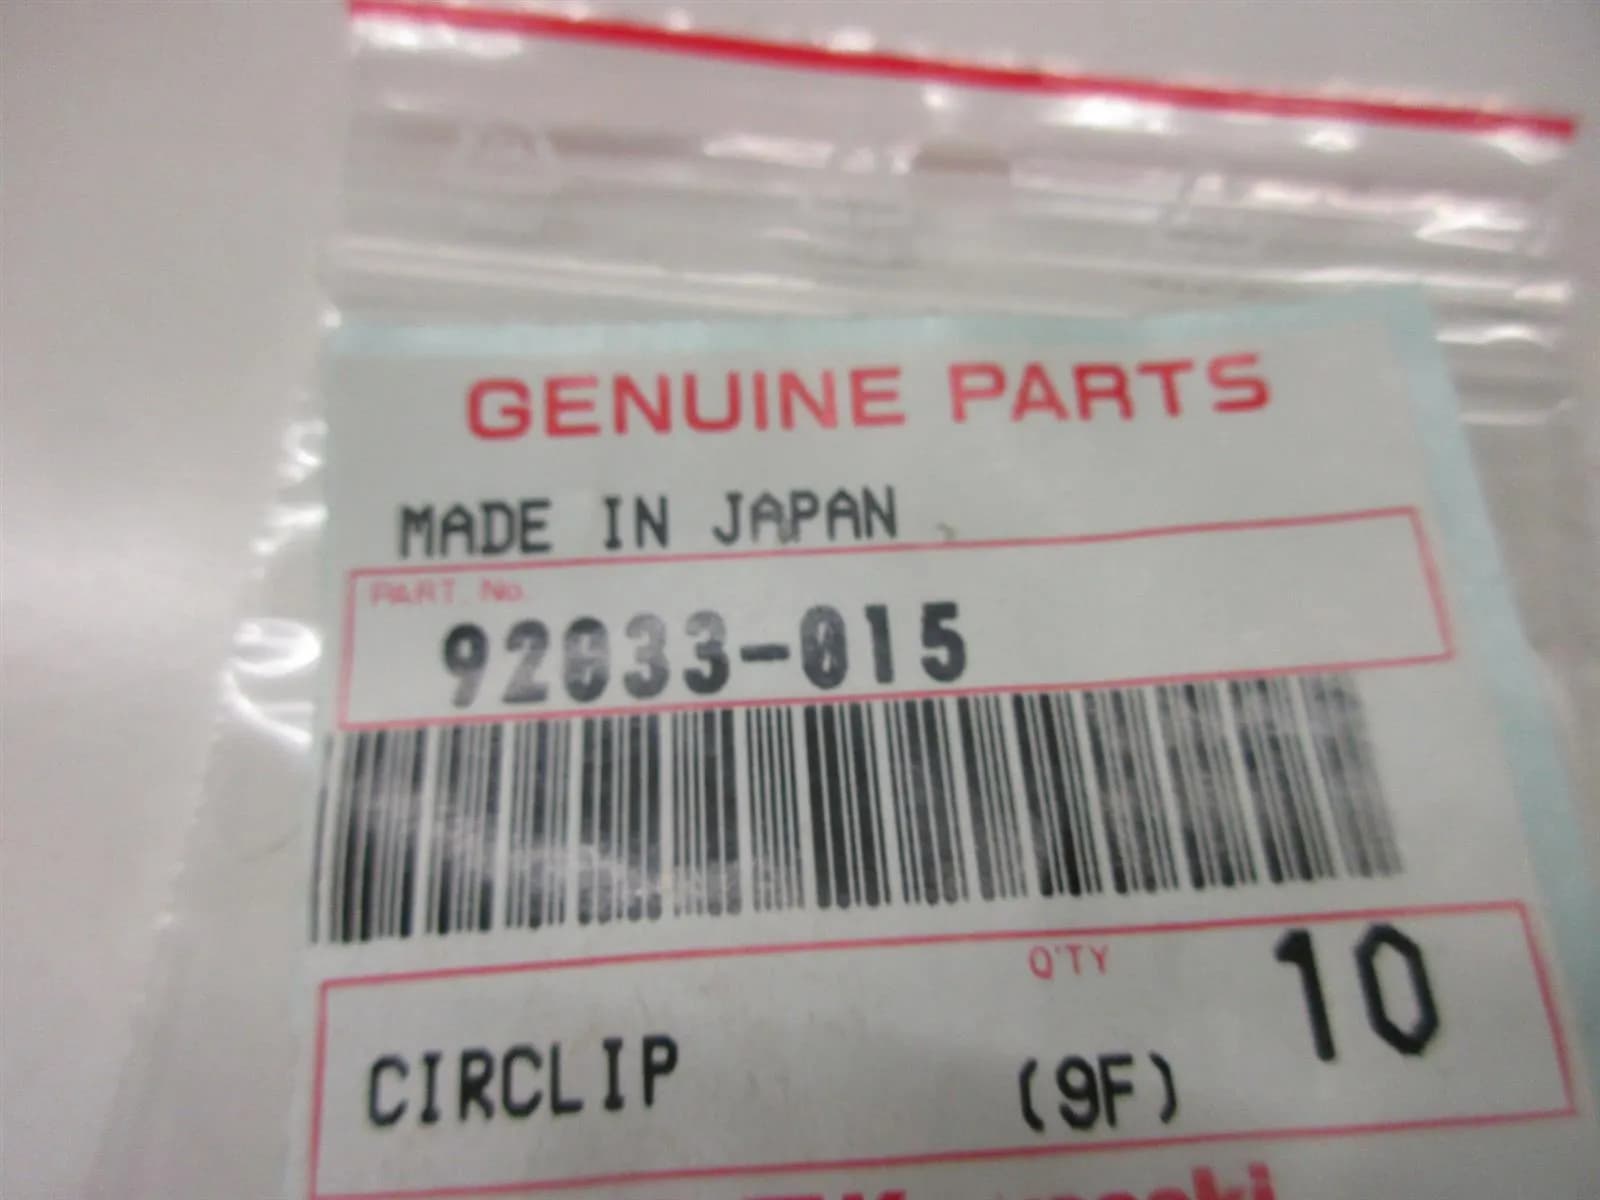 GENUINE PARTS
MADE IN JAPAN
PART No.
92033-015
Q'TY 10
CIRCLIP (9F)